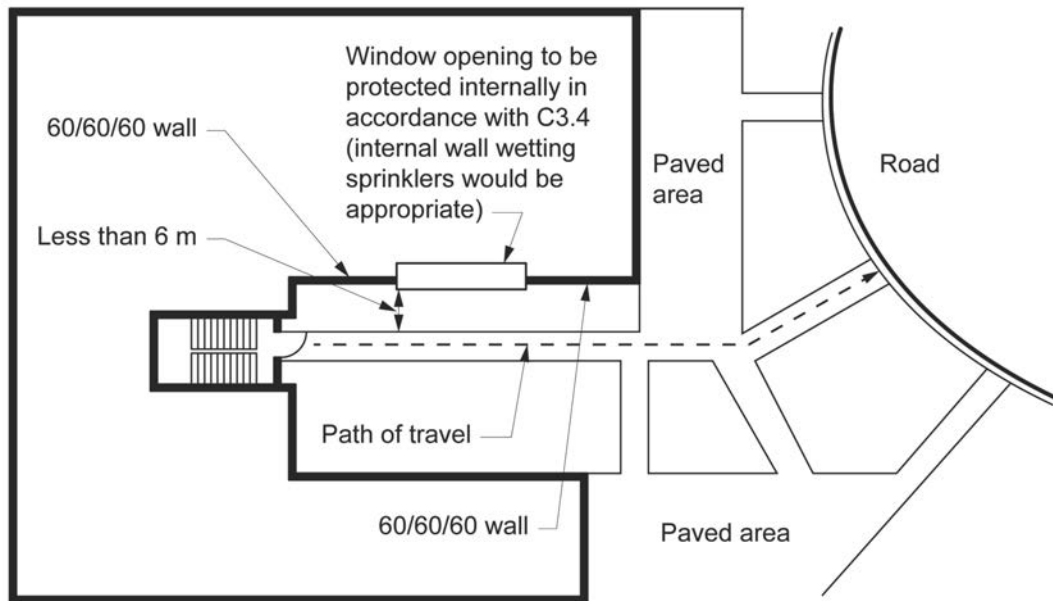 Window opening to be
protected internally in
accordance with C3.4
(internal wall wetting
sprinklers would be
appropriate)
60/60/60 wall
Less than 6 m
Paved
area
Road
Path of travel
60/60/60 wall
Paved area